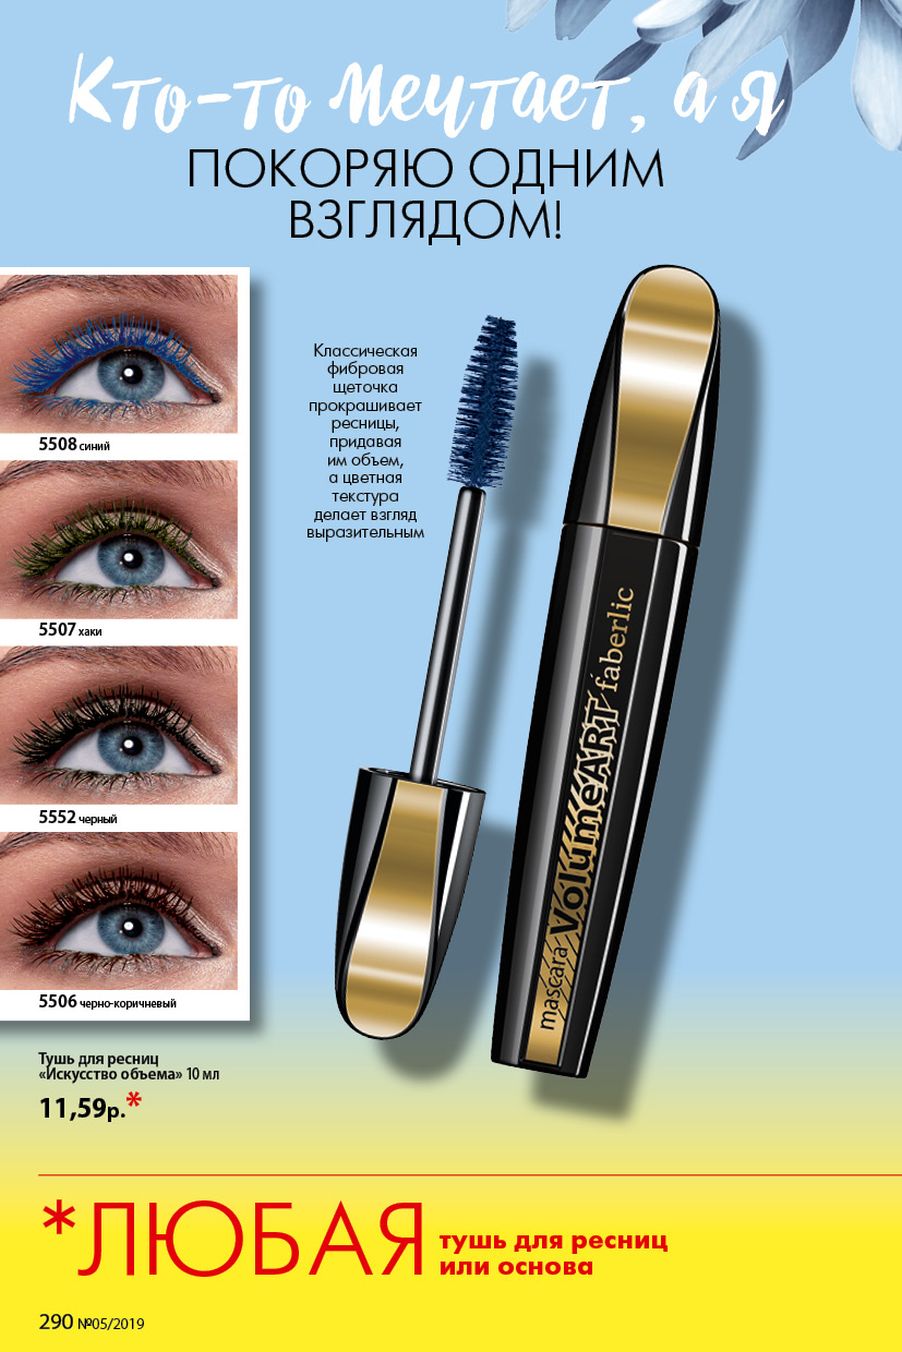 Кто-то мечтает, а я
ПОКОРЯЮ ОДНИМ
ВЗГЛЯДОМ!
Классическая
фибровая
щеточка
прокрашивает
ресницы,
придавая
им объем,
а цветная
текстура
делает взгляд
выразительным
5508 синий
5507 хаки
5552 черный
5506 черно-коричневый
mascara VolumeART faberlic
Тушь для ресниц
«Искусство объема» 10 мл
11,59р.*
*ЛЮБАЯ
тушь для ресниц
или основа
290 №05/2019